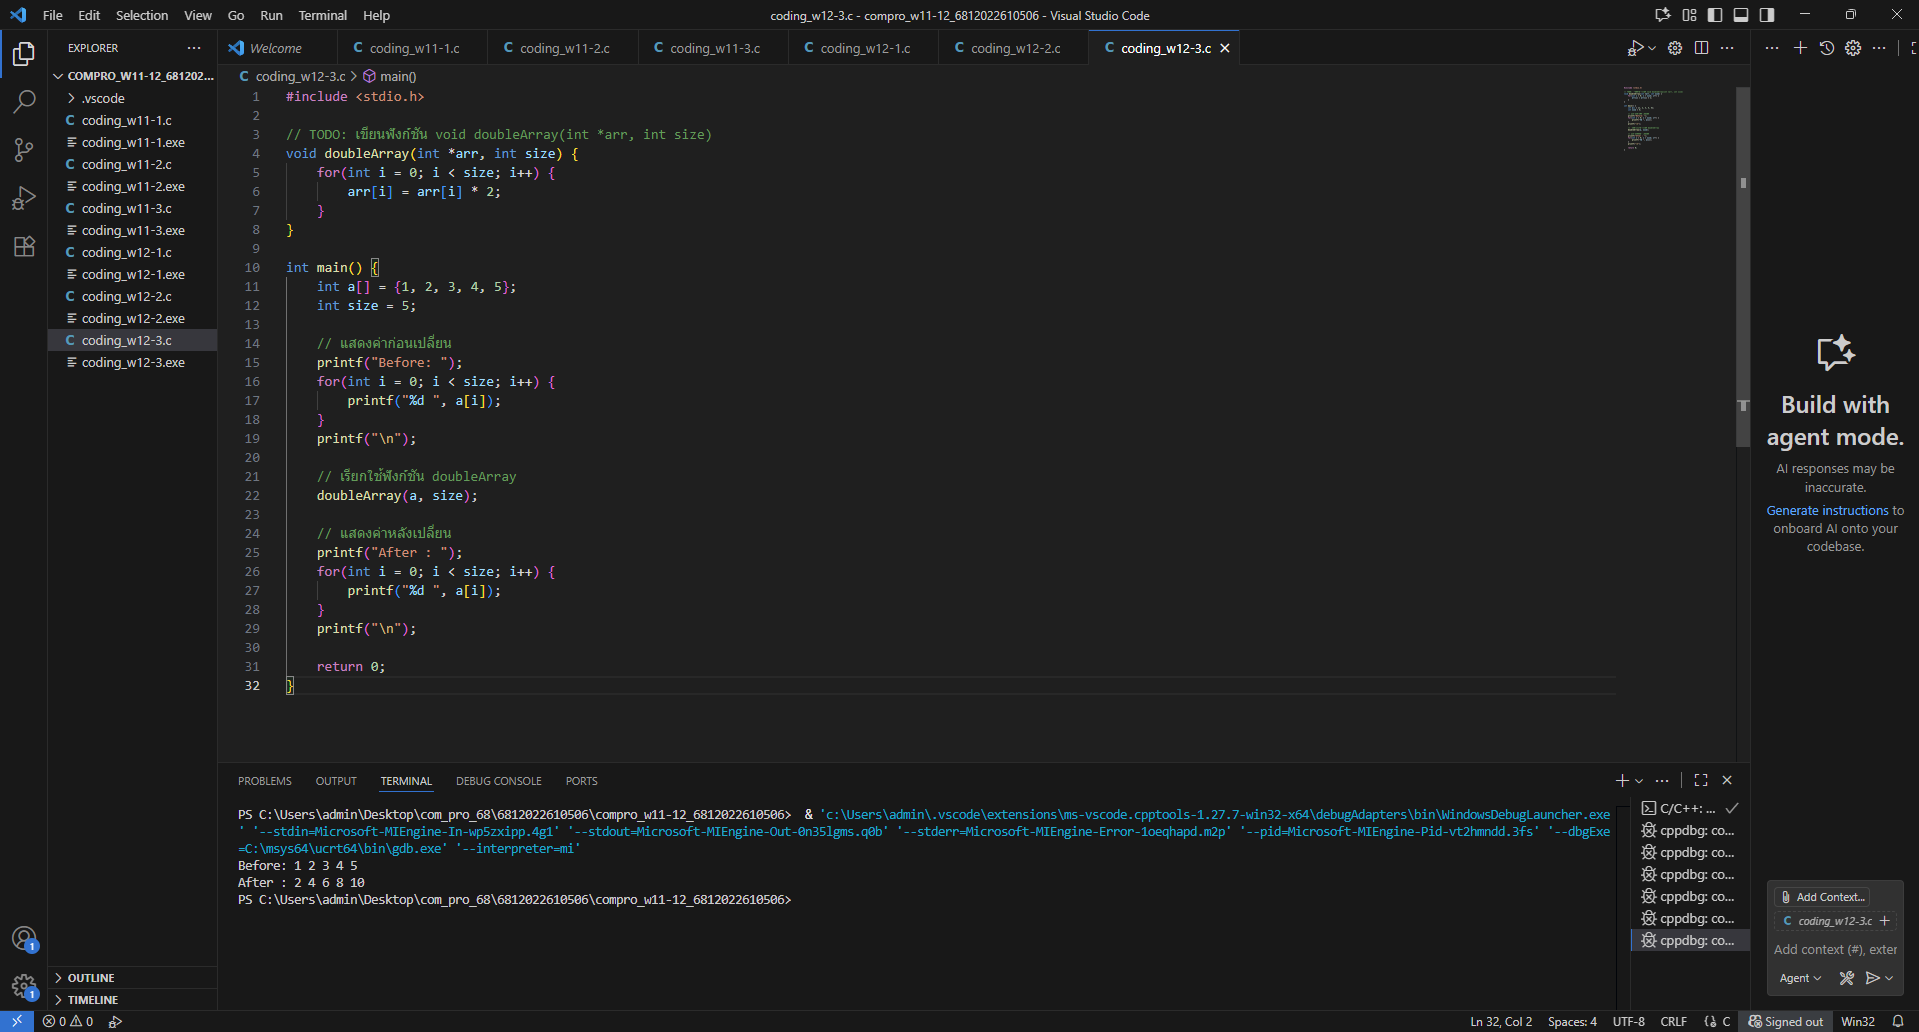 File Edit Selection View Go Run Terminal Help
coding_w12-3.c - compro_w11-12_6812022610506 - Visual Studio Code
EXPLORER
COMPRO_W11-12_681202...
.vscode
C coding_w11-1.c
coding_w11-1.exe
C coding_w11-2.c
coding_w11-2.exe
C coding_w11-3.c
coding_w11-3.exe
C coding_w12-1.c
coding_w12-1.exe
C coding_w12-2.c
coding_w12-2.exe
C coding_w12-3.c
coding_w12-3.exe
OUTLINE
TIMELINE
Welcome
C coding_w11-1.c
C coding_w11-2.c
C coding_w11-3.c
C coding_w12-1.c
C coding_w12-2.c
C coding_w12-3.c
C coding_w12-3.c > main()
1 #include <stdio.h>
2
3 // TODO: เขียนฟังก์ชัน void doubleArray(int *arr, int size)
4 void doubleArray(int *arr, int size) {
5 for(int i = 0; i < size; i++) {
6 arr[i] = arr[i] * 2;
7 }
8 }
9
10 int main() {
11 int a[] = {1, 2, 3, 4, 5};
12 int size = 5;
13
14 // แสดงค่าก่อนเปลี่ยน
15 printf("Before: ");
16 for(int i = 0; i < size; i++) {
17 printf("%d ", a[i]);
18 }
19 printf("\n");
20
21 // เรียกใช้ฟังก์ชัน doubleArray
22 doubleArray(a, size);
23
24 // แสดงค่าหลังเปลี่ยน
25 printf("After : ");
26 for(int i = 0; i < size; i++) {
27 printf("%d ", a[i]);
28 }
29 printf("\n");
30
31 return 0;
32 }
PROBLEMS OUTPUT TERMINAL DEBUG CONSOLE PORTS
PS C:\Users\admin\Desktop\com_pro_68\6812022610506\compro_w11-12_6812022610506> & 'c:\Users\admin\.vscode\extensions\ms-vscode.cpptools-1.27.7-win32-x64\debugAdapters\bin\WindowsDebugLauncher.exe
' '--stdin=Microsoft-MIEngine-In-wp5zxipp.4g1' '--stdout=Microsoft-MIEngine-Out-0n35lgms.q0b' '--stderr=Microsoft-MIEngine-Error-1oeqhapd.m2p' '--pid=Microsoft-MIEngine-Pid-vt2hmndd.3fs' '--dbgExe
=C:\msys64\ucrt64\bin\gdb.exe' '--interpreter=mi'
Before: 1 2 3 4 5
After : 2 4 6 8 10
PS C:\Users\admin\Desktop\com_pro_68\6812022610506\compro_w11-12_6812022610506>
C/C++: ...
cppdbg: co...
cppdbg: co...
cppdbg: co...
cppdbg: co...
cppdbg: co...
cppdbg: co...
Build with
agent mode.
AI responses may be
inaccurate.
Generate instructions to
onboard AI onto your
codebase.
Add Context...
C coding_w12-3.c +
Add context (#), exter
Agent
1
1
0 0
Ln 32, Col 2 Spaces: 4 UTF-8 CRLF {} C Signed out Win32